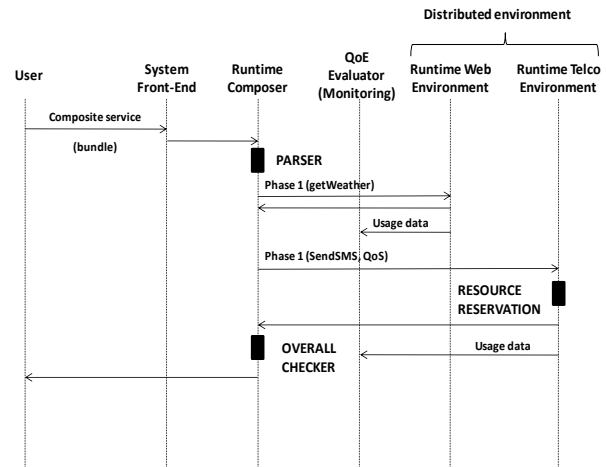 Distributed environment
User
System
Front-End
Runtime
Composer
QoE
Evaluator
(Monitoring)
Runtime Web
Environment
Runtime Telco
Environment
Composite service
(bundle)
PARSER
Phase 1 (getWeather)
Usage data
Phase 1 (SendSMS, QoS)
RESOURCE
RESERVATION
OVERALL
CHECKER
Usage data